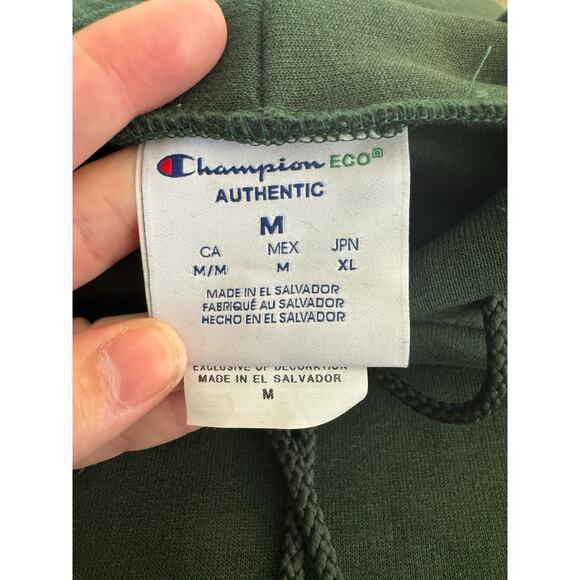 Champion ECO
AUTHENTIC
M
CA MEX JPN
M/M M XL
MADE IN EL SALVADOR
FABRIQUÉ AU SALVADOR
HECHO EN EL SALVADOR
EXCLUSIVE OF DECORATION
MADE IN EL SALVADOR
M